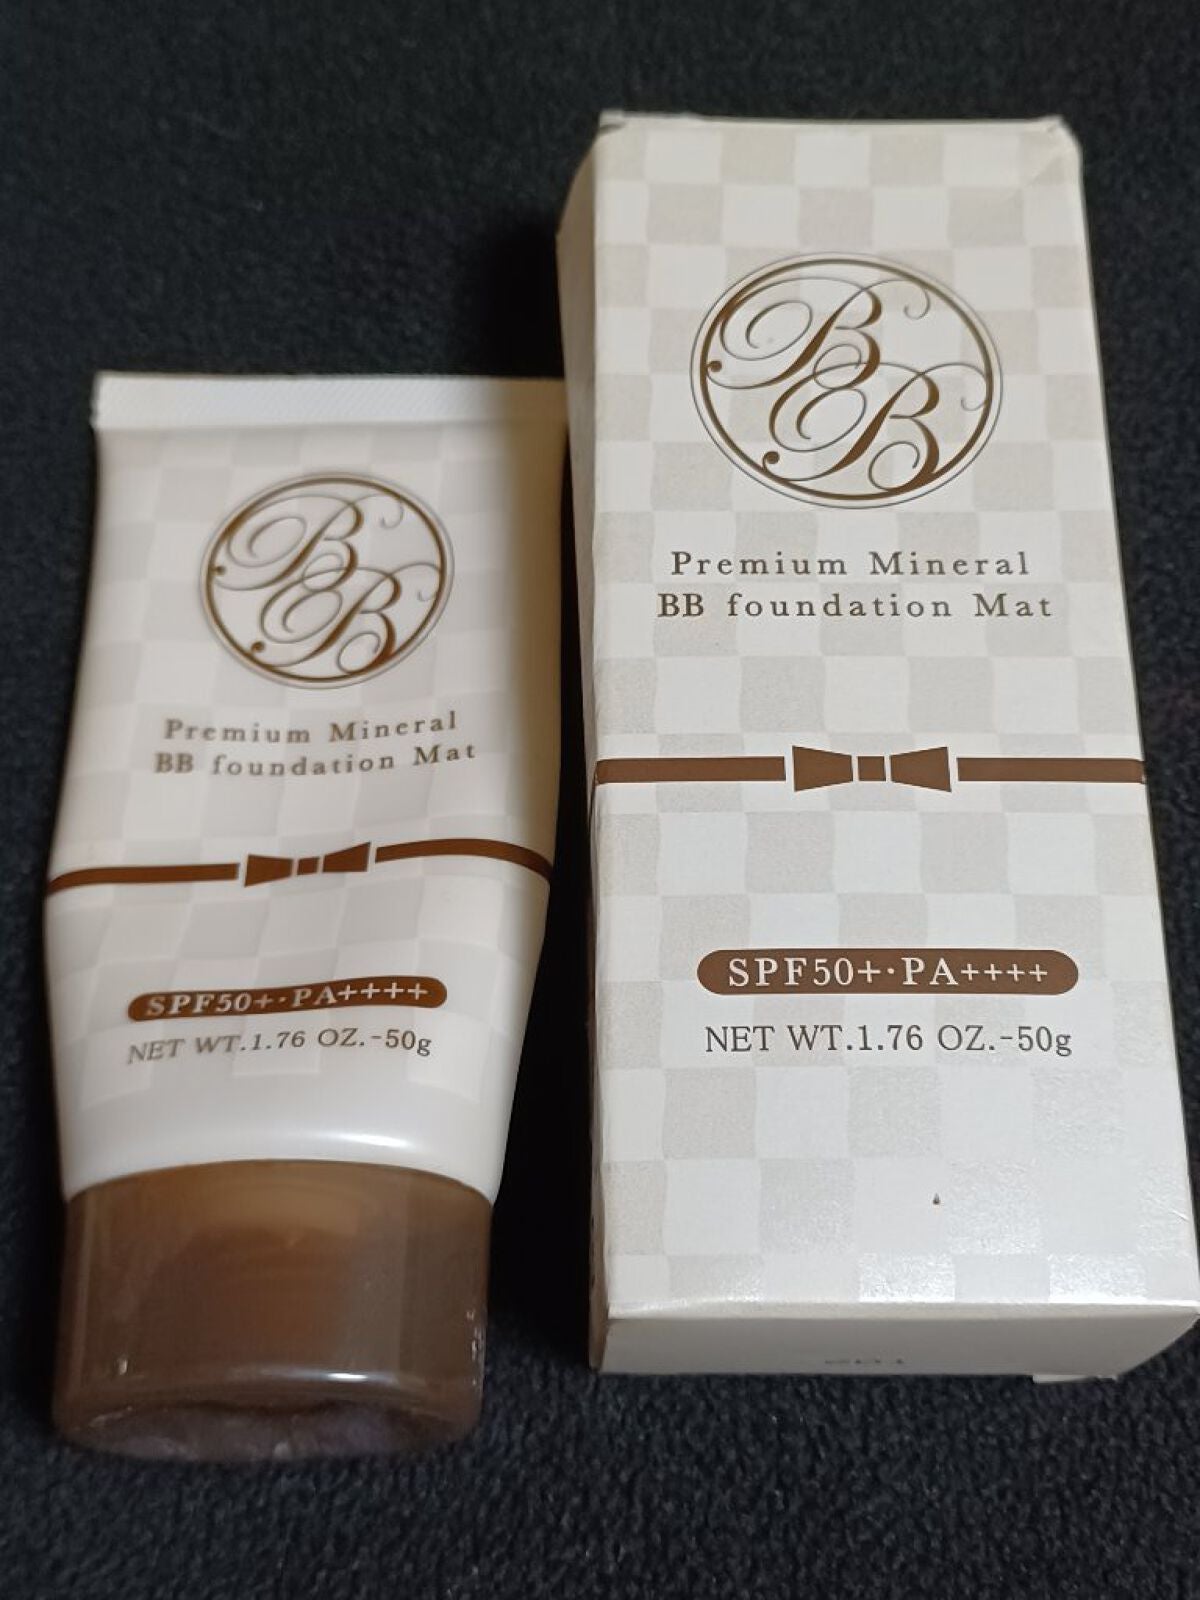 BB
Premium Mineral
BB foundation Mat
SPF50+·PA++++
NET WT.1.76 OZ.-50g
BB
Premium Mineral
BB foundation Mat
SPF50+·PA++++
NET WT.1.76 OZ.-50g